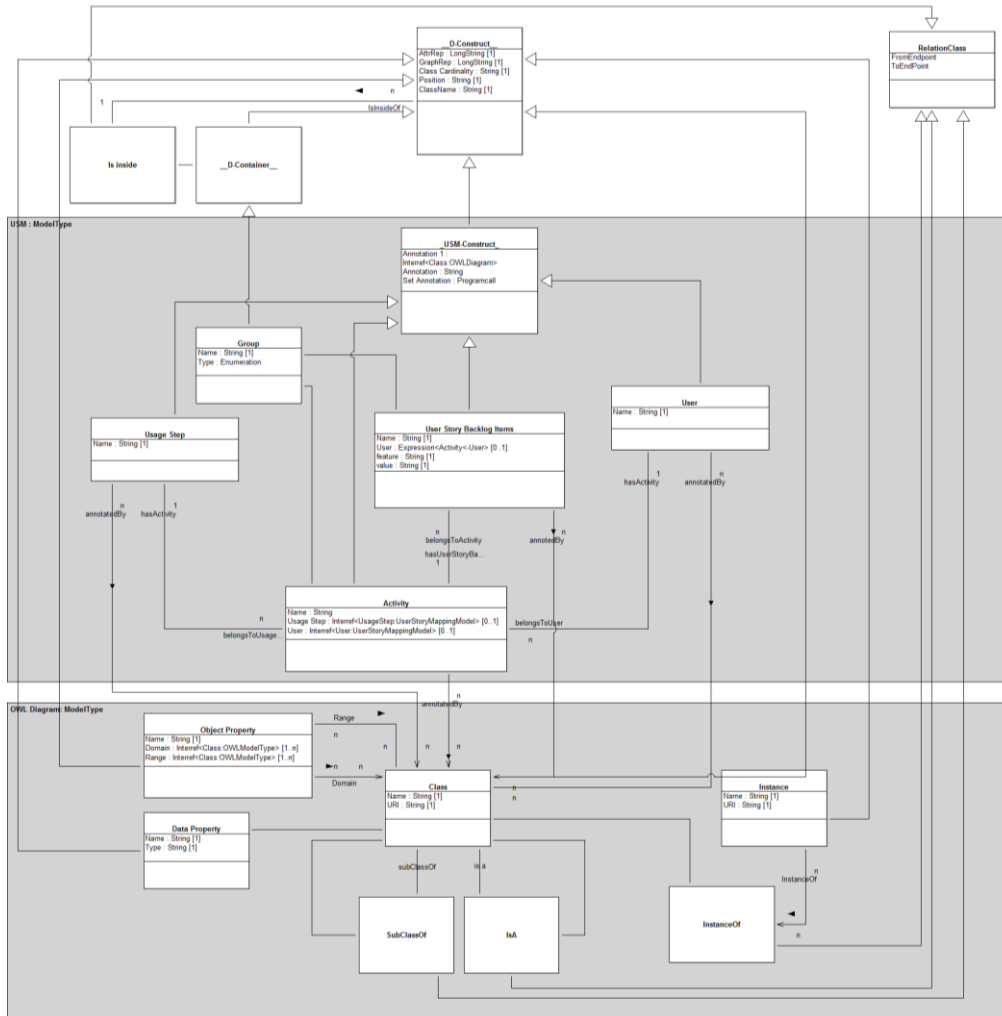 __D-Construct__
AttrRep : LongString [1]
GraphRep : LongString [1]
Class Cardinality : String [1]
Position : String [1]
ClassName : String [1]
RelationClass
FromEndpoint
ToEndPoint
n
1
IsInsideOf
Is inside
__D-Container__
USM : ModelType
_USM-Construct_
Annotation 1 :
Interref<Class:OWLDiagram>
Annotation : String
Set Annotation : Programcall
Group
Name : String [1]
Type : Enumeration
User
Name : String [1]
Usage Step
Name : String [1]
User Story Backlog Items
Name : String [1]
User : Expression<Activity<-User> [0..1]
feature : String [1]
value : String [1]
n
annotatedBy
1
hasActivity
1
hasActivity
n
annotatedBy
n
belongsToActivity
hasUserStoryBa...
1
n
annotedBy
Activity
Name : String
Usage Step : Interref<UsageStep:UserStoryMappingModel> [0..1]
User : Interref<User:UserStoryMappingModel> [0..1]
n
belongsToUsage...
belongsToUser
n
n
annotatedBy
OWL Diagram: ModelType
Object Property
Name : String [1]
Domain : Interref<Class:OWLModelType> [1..n]
Range : Interref<Class:OWLModelType> [1..n]
Range
n
n
n
n
n
n
Domain
Class
Name : String [1]
URI : String [1]
n
n
Instance
Name : String [1]
URI : String [1]
Data Property
Name : String [1]
Type : String [1]
subClassOf
is a
n
InstanceOf
SubClassOf
IsA
InstanceOf
n